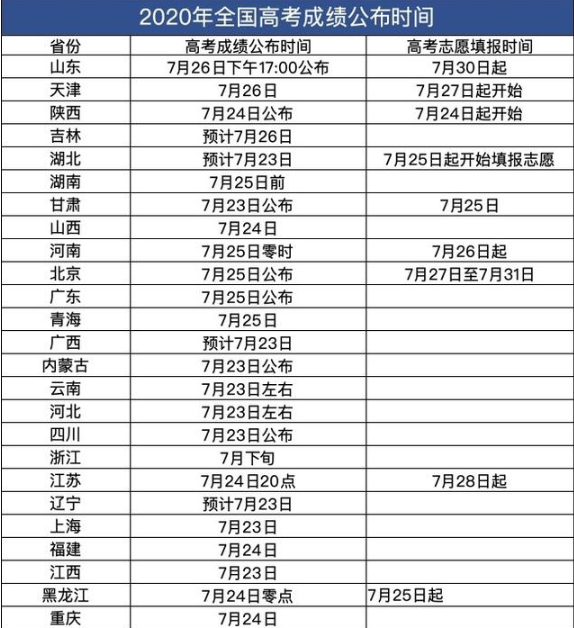 2020年全国高考成绩公布时间
省份 高考成绩公布时间 高考志愿填报时间
山东 7月26日下午17:00公布 7月30日起
天津 7月26日 7月27日起开始
陕西 7月24日公布 7月24日起开始
吉林 预计7月26日
湖北 预计7月23日 7月25日起开始填报志愿
湖南 7月25日前
甘肃 7月23日公布 7月25日
山西 7月24日
河南 7月25日零时 7月26日起
北京 7月25日公布 7月27日至7月31日
广东 7月25日公布
青海 7月25日
广西 预计7月23日
内蒙古 7月23日公布
云南 7月23日左右
河北 7月23日左右
四川 7月23日公布
浙江 7月下旬
江苏 7月24日20点 7月28日起
辽宁 预计7月23日
上海 7月23日
福建 7月24日
江西 7月23日
黑龙江 7月24日零点 7月25日起
重庆 7月24日